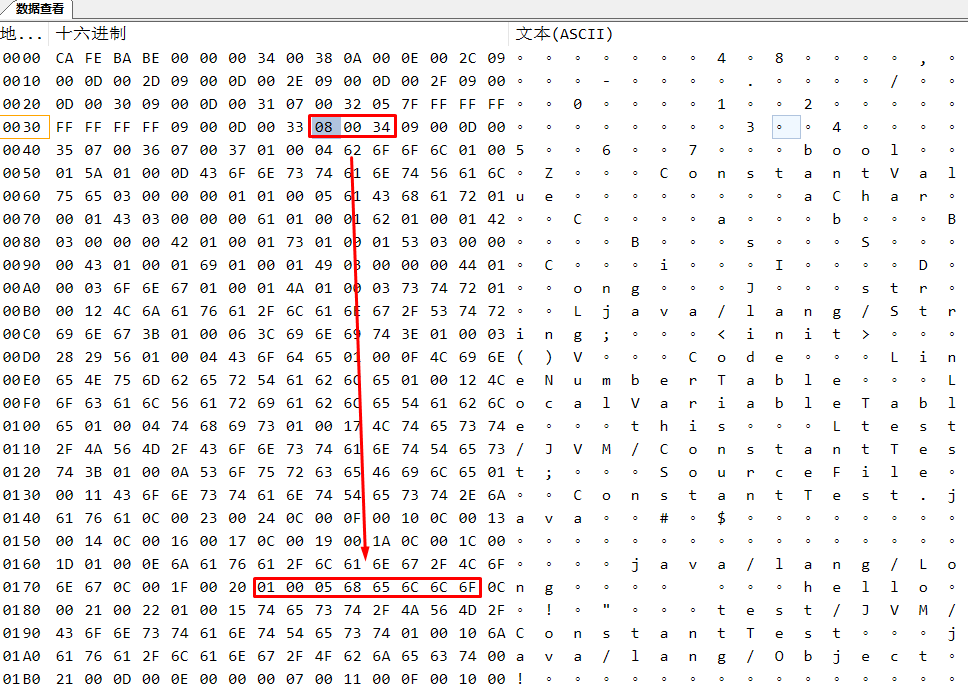 数据查看
地... 十六进制 文本(ASCII)
0000 CA FE BA BE 00 00 00 34 00 38 0A 00 0E 00 2C 09 ◦ ◦ ◦ ◦ ◦ ◦ ◦ 4 ◦ 8 ◦ ◦ ◦ ◦ , ◦
0010 00 0D 00 2D 09 00 0D 00 2E 09 00 0D 00 2F 09 00 ◦ ◦ ◦ - ◦ ◦ ◦ ◦ . ◦ ◦ ◦ ◦ / ◦ ◦
0020 0D 00 30 09 00 0D 00 31 07 00 32 05 7F FF FF FF ◦ ◦ 0 ◦ ◦ ◦ ◦ 1 ◦ ◦ 2 ◦ ◦ ◦ ◦ ◦
0030 FF FF FF FF 09 00 0D 00 33 08 00 34 09 00 0D 00 ◦ ◦ ◦ ◦ ◦ ◦ ◦ ◦ 3 ◦ ◦ 4 ◦ ◦ ◦ ◦
0040 35 07 00 36 07 00 37 01 00 04 62 6F 6F 6C 01 00 5 ◦ ◦ 6 ◦ ◦ 7 ◦ ◦ ◦ b o o l ◦ ◦
0050 01 5A 01 00 0D 43 6F 6E 73 74 61 6E 74 56 61 6C ◦ Z ◦ ◦ ◦ C o n s t a n t V a l
0060 75 65 03 00 00 00 01 01 00 05 61 43 68 61 72 01 u e ◦ ◦ ◦ ◦ ◦ ◦ ◦ ◦ a C h a r ◦
0070 00 01 43 03 00 00 00 61 01 00 01 62 01 00 01 42 ◦ ◦ C ◦ ◦ ◦ ◦ a ◦ ◦ ◦ b ◦ ◦ ◦ B
0080 03 00 00 00 42 01 00 01 73 01 00 01 53 03 00 00 ◦ ◦ ◦ ◦ B ◦ ◦ ◦ s ◦ ◦ ◦ S ◦ ◦ ◦
0090 00 43 01 00 01 69 01 00 01 49 03 00 00 00 44 01 ◦ C ◦ ◦ ◦ i ◦ ◦ ◦ I ◦ ◦ ◦ ◦ D ◦
00A0 00 03 6F 6E 67 01 00 01 4A 01 00 03 73 74 72 01 ◦ ◦ o n g ◦ ◦ ◦ J ◦ ◦ ◦ s t r ◦
00B0 00 12 4C 6A 61 76 61 2F 6C 61 6E 67 2F 53 74 72 ◦ ◦ L j a v a / l a n g / S t r
00C0 69 6E 67 3B 01 00 06 3C 69 6E 69 74 3E 01 00 03 i n g ; ◦ ◦ ◦ < i n i t > ◦ ◦ ◦
00D0 28 29 56 01 00 04 43 6F 64 65 01 00 0F 4C 69 6E ( ) V ◦ ◦ ◦ C o d e ◦ ◦ ◦ L i n
00E0 65 4E 75 6D 62 65 72 54 61 62 6C 65 01 00 12 4C e N u m b e r T a b l e ◦ ◦ ◦ L
00F0 6F 63 61 6C 56 61 72 69 61 62 6C 65 54 61 62 6C o c a l V a r i a b l e T a b l
0100 65 01 00 04 74 68 69 73 01 00 17 4C 74 65 73 74 e ◦ ◦ ◦ t h i s ◦ ◦ ◦ L t e s t
0110 2F 4A 56 4D 2F 43 6F 6E 73 74 61 6E 74 54 65 73 / J V M / C o n s t a n t T e s
0120 74 3B 01 00 0A 53 6F 75 72 63 65 46 69 6C 65 01 t ; ◦ ◦ ◦ S o u r c e F i l e ◦
0130 00 11 43 6F 6E 73 74 61 6E 74 54 65 73 74 2E 6A ◦ ◦ C o n s t a n t T e s t . j
0140 61 76 61 0C 00 23 00 24 0C 00 0F 00 10 0C 00 13 a v a ◦ ◦ # ◦ $ ◦ ◦ ◦ ◦ ◦ ◦ ◦ ◦
0150 00 14 0C 00 16 00 17 0C 00 19 00 1A 0C 00 1C 00 ◦ ◦ ◦ ◦ ◦ ◦ ◦ ◦ ◦ ◦ ◦ ◦ ◦ ◦ ◦ ◦
0160 1D 01 00 0E 6A 61 76 61 2F 6C 61 6E 67 2F 4C 6F ◦ ◦ ◦ ◦ j a v a / l a n g / L o
0170 6E 67 0C 00 1F 00 20 01 00 05 68 65 6C 6C 6F 0C n g ◦ ◦ ◦ ◦ ◦ ◦ ◦ h e l l o ◦
0180 00 21 00 22 01 00 15 74 65 73 74 2F 4A 56 4D 2F ◦ ! ◦ " ◦ ◦ ◦ t e s t / J V M /
0190 43 6F 6E 73 74 61 6E 74 54 65 73 74 01 00 10 6A C o n s t a n t T e s t ◦ ◦ ◦ j
01A0 61 76 61 2F 6C 61 6E 67 2F 4F 62 6A 65 63 74 00 a v a / l a n g / O b j e c t ◦
01B0 21 00 0D 00 0E 00 00 00 07 00 11 00 0F 00 10 00 ! ◦ ◦ ◦ ◦ ◦ ◦ ◦ ◦ ◦ ◦ ◦ ◦ ◦ ◦ ◦